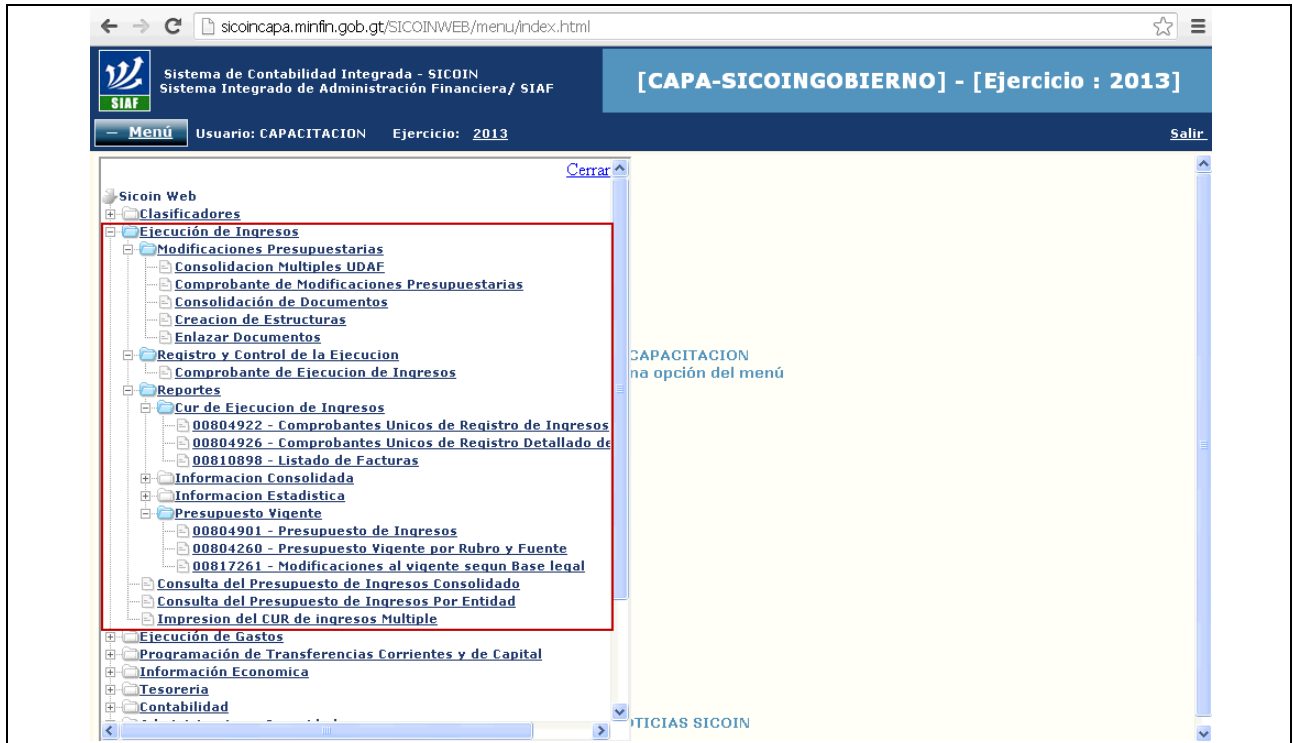 sicoincapa.minfin.gob.gt/SICOINWEB/menu/index.html
Sistema de Contabilidad Integrada - SICOIN
Sistema Integrado de Administración Financiera/ SIAF
[CAPA-SICOINGOBIERNO] - [Ejercicio : 2013]
SIAF
Menú Usuario: CAPACITACION Ejercicio: 2013 Salir
Cerrar
Sicoin Web
Clasificadores
Ejecución de Ingresos
Modificaciones Presupuestarias
Consolidacion Multiples UDAF
Comprobante de Modificaciones Presupuestarias
Consolidación de Documentos
Creacion de Estructuras
Enlazar Documentos
Registro y Control de la Ejecucion
Comprobante de Ejecucion de Ingresos
Reportes
Cur de Ejecucion de Ingresos
00804922 - Comprobantes Unicos de Registro de Ingresos
00804926 - Comprobantes Unicos de Registro Detallado de
00810898 - Listado de Facturas
Informacion Consolidada
Informacion Estadistica
Presupuesto Vigente
00804901 - Presupuesto de Ingresos
00804260 - Presupuesto Vigente por Rubro y Fuente
00817261 - Modificaciones al vigente segun Base legal
Consulta del Presupuesto de Ingresos Consolidado
Consulta del Presupuesto de Ingresos Por Entidad
Impresion del CUR de ingresos Multiple
Ejecución de Gastos
Programación de Transferencias Corrientes y de Capital
Información Economica
Tesoreria
Contabilidad
CAPACITACION
na opción del menú
TICIAS SICOIN